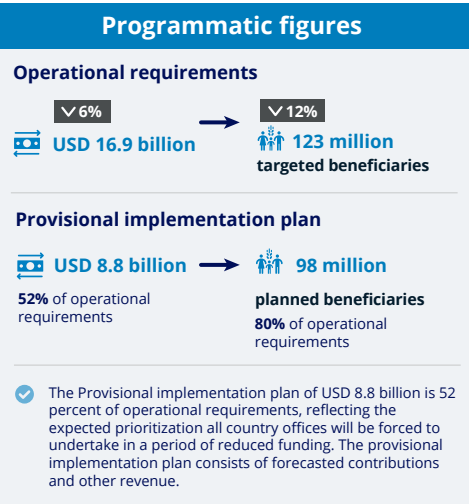 Programmatic figures
Operational requirements
6%
12%
USD 16.9 billion
123 million
targeted beneficiaries
Provisional implementation plan
USD 8.8 billion
98 million
52% of operational
requirements
planned beneficiaries
80% of operational
requirements
The Provisional implementation plan of USD 8.8 billion is 52
percent of operational requirements, reflecting the
expected prioritization all country offices will be forced to
undertake in a period of reduced funding. The provisional
implementation plan consists of forecasted contributions
and other revenue.